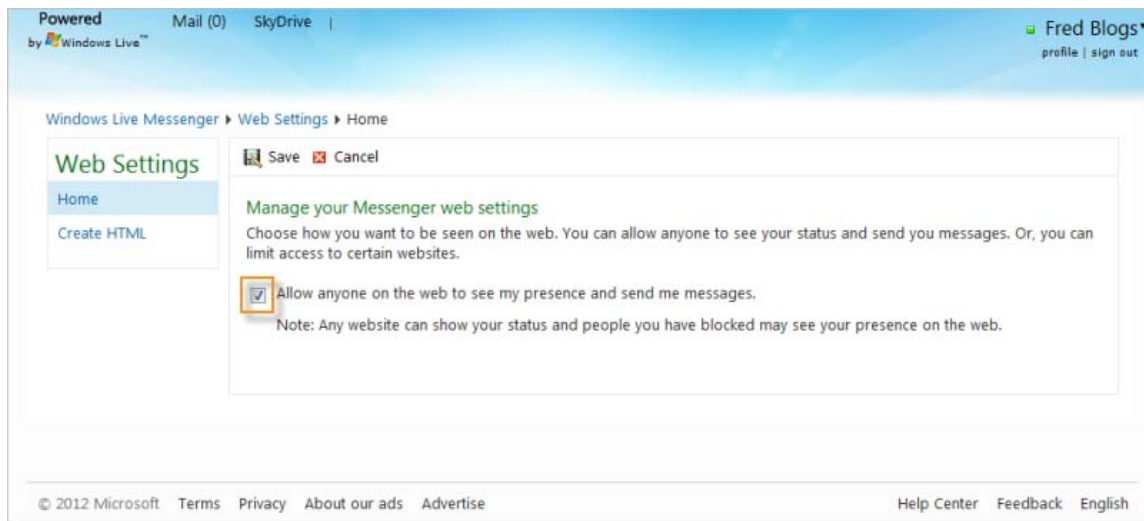 Powered Mail (0) SkyDrive |
by Windows Live™
Fred Blogs
profile | sign out
Windows Live Messenger ▸ Web Settings ▸ Home
Web Settings
Home
Create HTML
Save Cancel
Manage your Messenger web settings
Choose how you want to be seen on the web. You can allow anyone to see your status and send you messages. Or, you can
limit access to certain websites.
Allow anyone on the web to see my presence and send me messages.
Note: Any website can show your status and people you have blocked may see your presence on the web.
© 2012 Microsoft Terms Privacy About our ads Advertise Help Center Feedback English